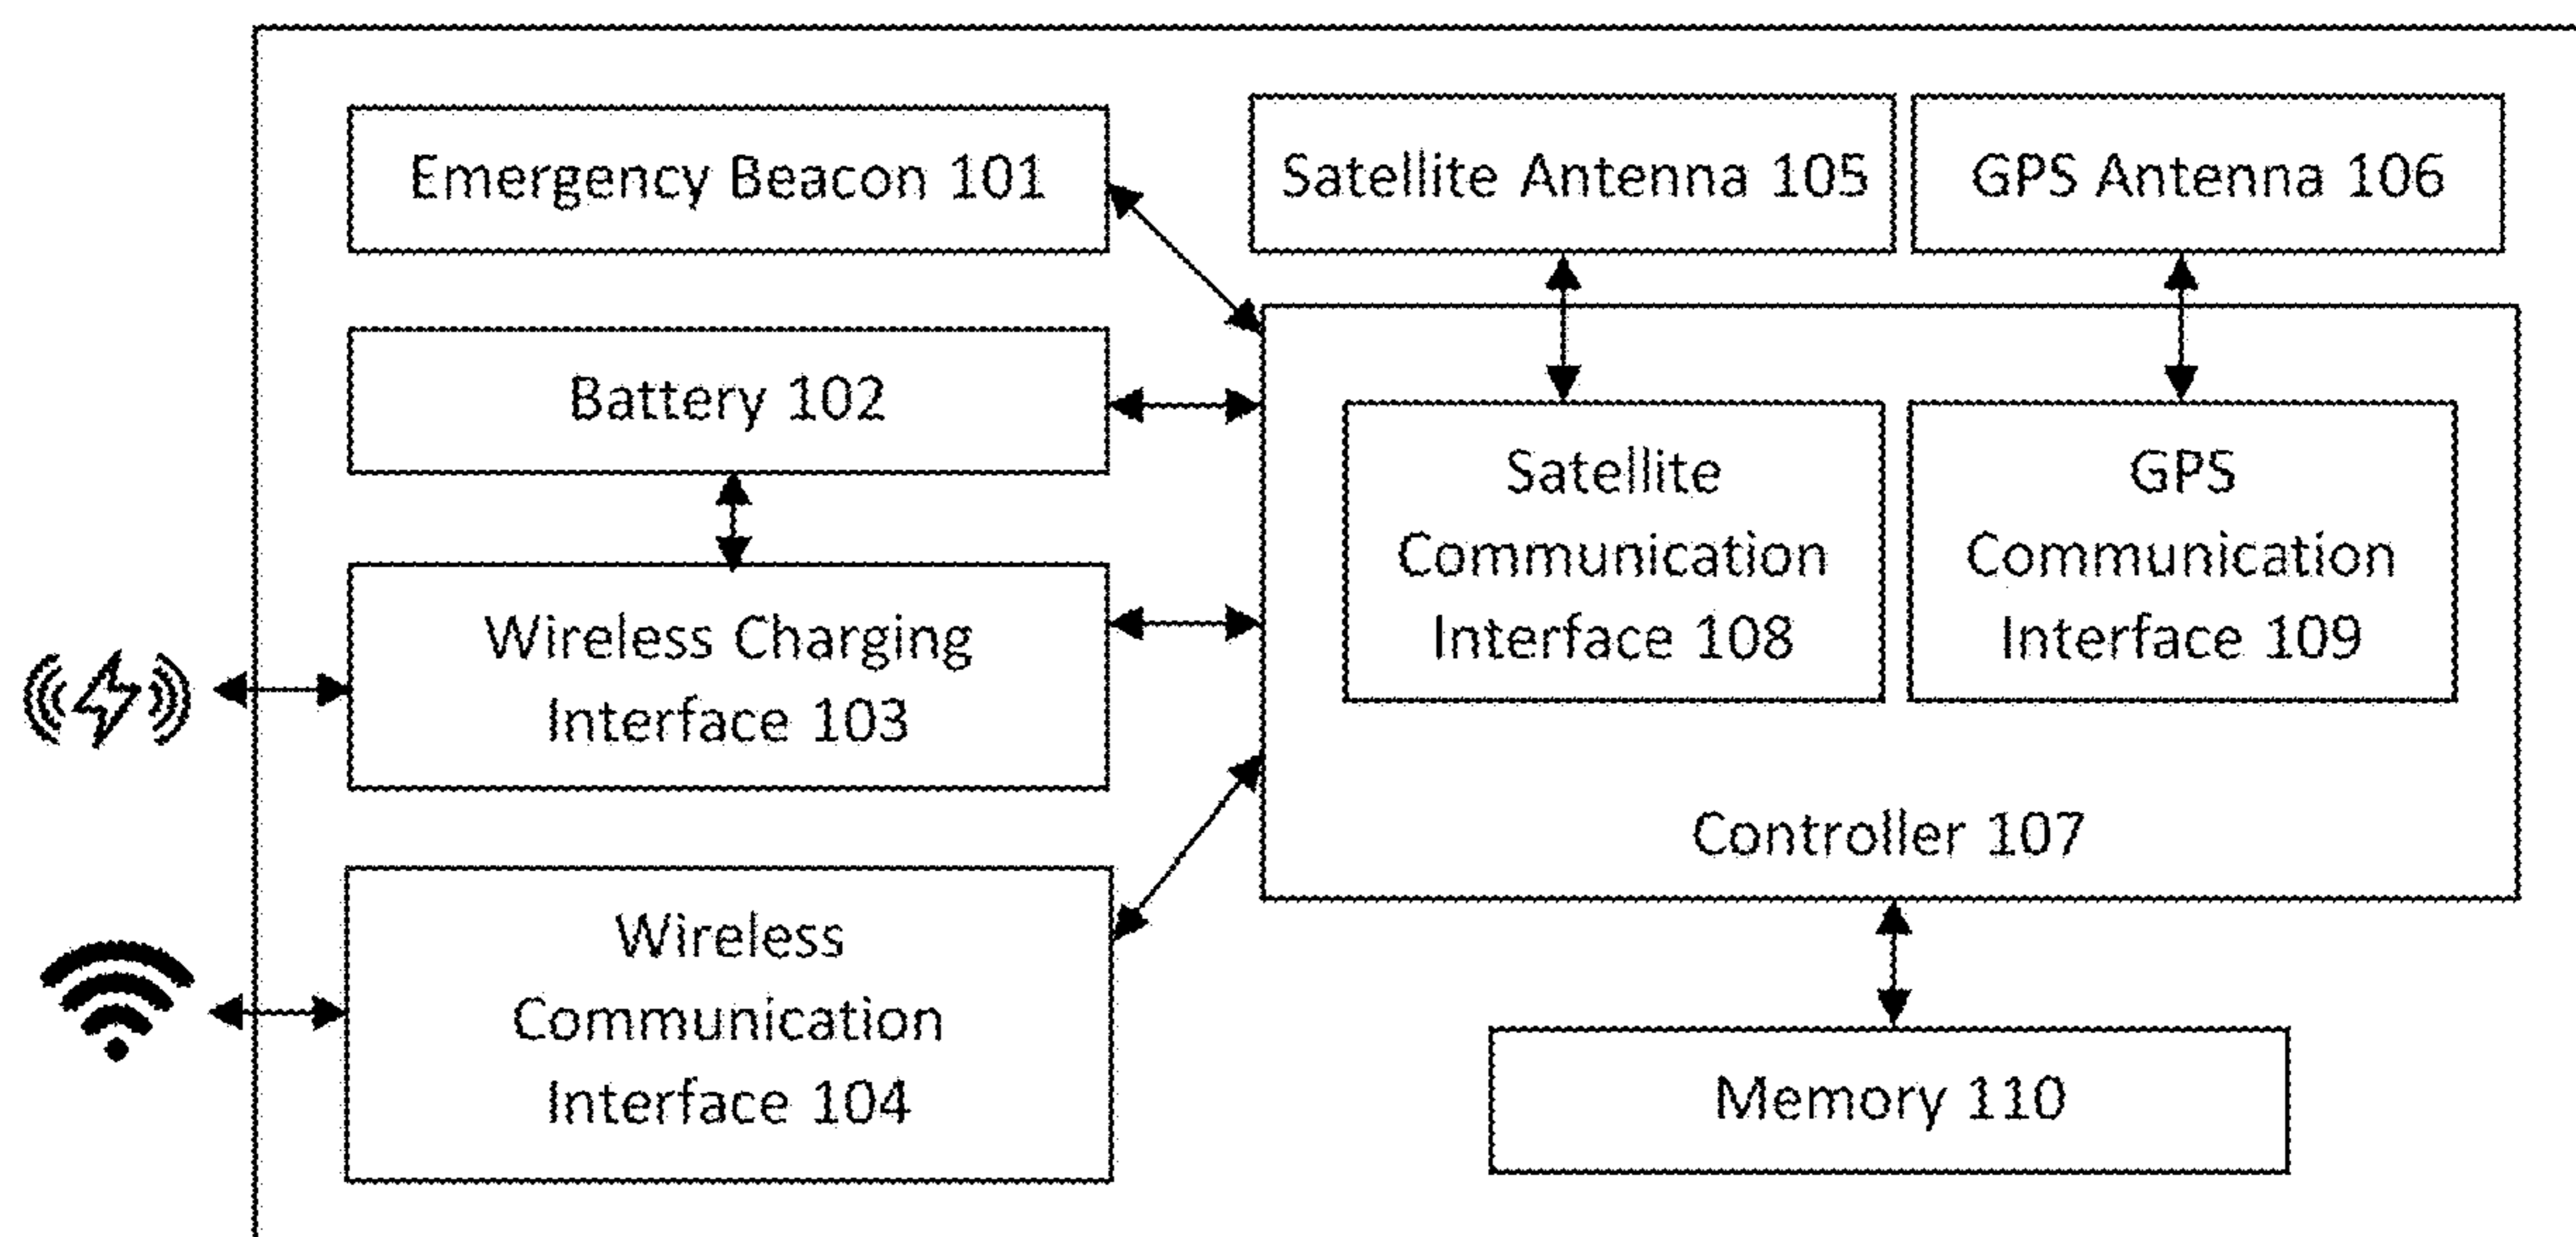 Emergency Beacon 101
Satellite Antenna 105
GPS Antenna 106
Battery 102
Satellite
Communication
Interface 108
GPS
Communication
Interface 109
Wireless Charging
Interface 103
Controller 107
Wireless
Communication
Interface 104
Memory 110